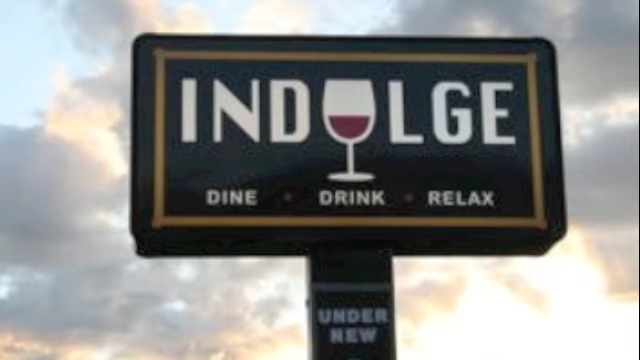 INDULGE
DINE • DRINK • RELAX
UNDER
NEW